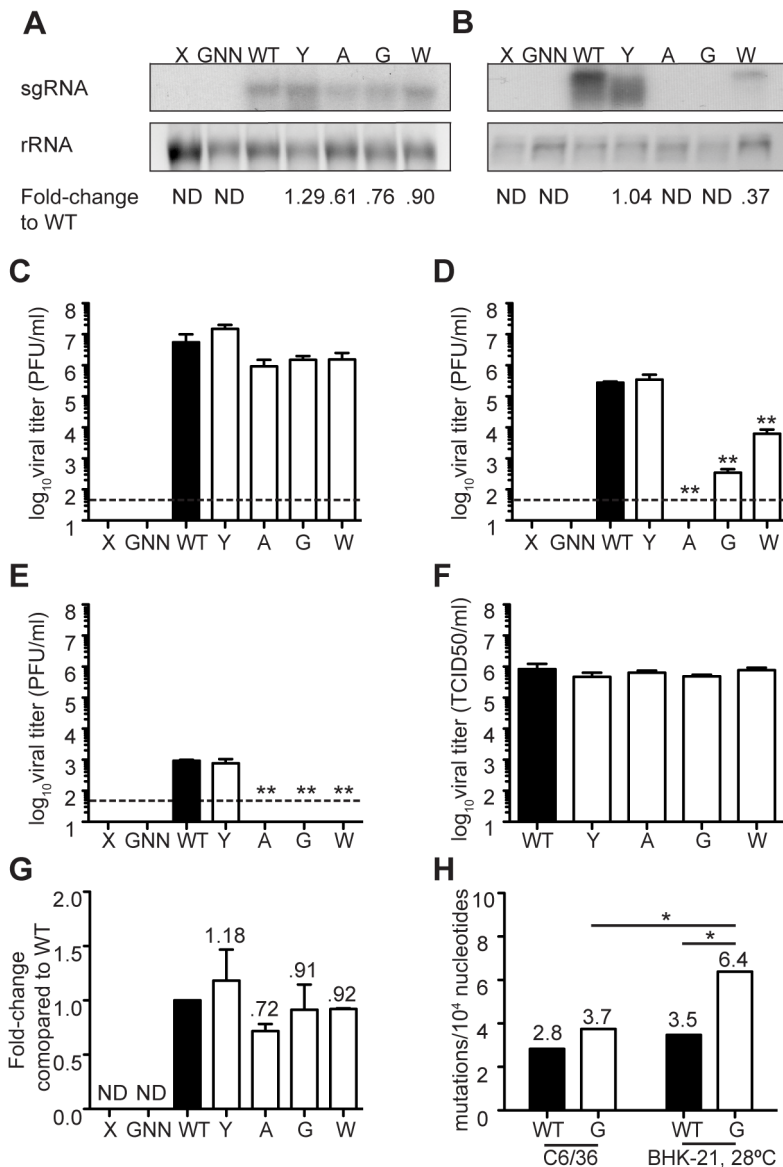 A
X GNN WT Y A G W
sgRNA
rRNA
Fold-change to WT
ND ND 1.29 .61 .76 .90
B
X GNN WT Y A G W
ND ND 1.04 ND ND .37
C
log10 viral titer (PFU/ml)
8
7
6
5
4
3
2
1
X GNN WT Y A G W
D
log10 viral titer (PFU/ml)
8
7
6
5
4
3
2
1
** ** **
X GNN WT Y A G W
E
log10 viral titer (PFU/ml)
8
7
6
5
4
3
2
1
** ** **
X GNN WT Y A G W
F
log10 viral titer (TCID50/ml)
8
7
6
5
4
3
2
1
WT Y A G W
G
Fold-change
comopared to WT
2.0
1.5
1.0
0.5
0.0
ND ND 1.18 .72 .91 .92
X GNN WT Y A G W
H
mutations/10⁴ nucleotides
10
8
6
4
2
0
*
*
2.8 3.7 3.5 6.4
WT G WT G
C6/36 BHK-21, 28ºC